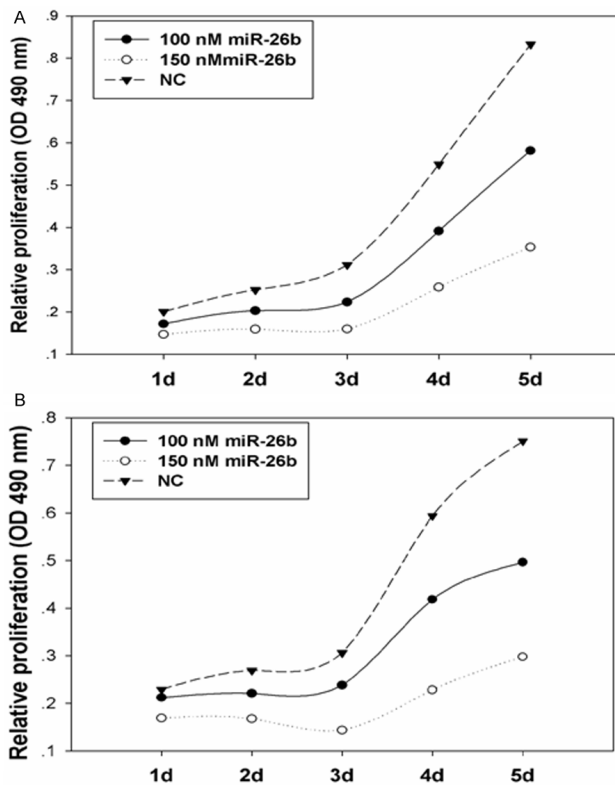 A
Relative proliferation (OD 490 nm)
.9
.8
.7
.6
.5
.4
.3
.2
.1
100 nM miR-26b
150 nMmiR-26b
NC
1d 2d 3d 4d 5d
B
Relative proliferation (OD 490 nm)
.8
.7
.6
.5
.4
.3
.2
.1
100 nM miR-26b
150 nM miR-26b
NC
1d 2d 3d 4d 5d